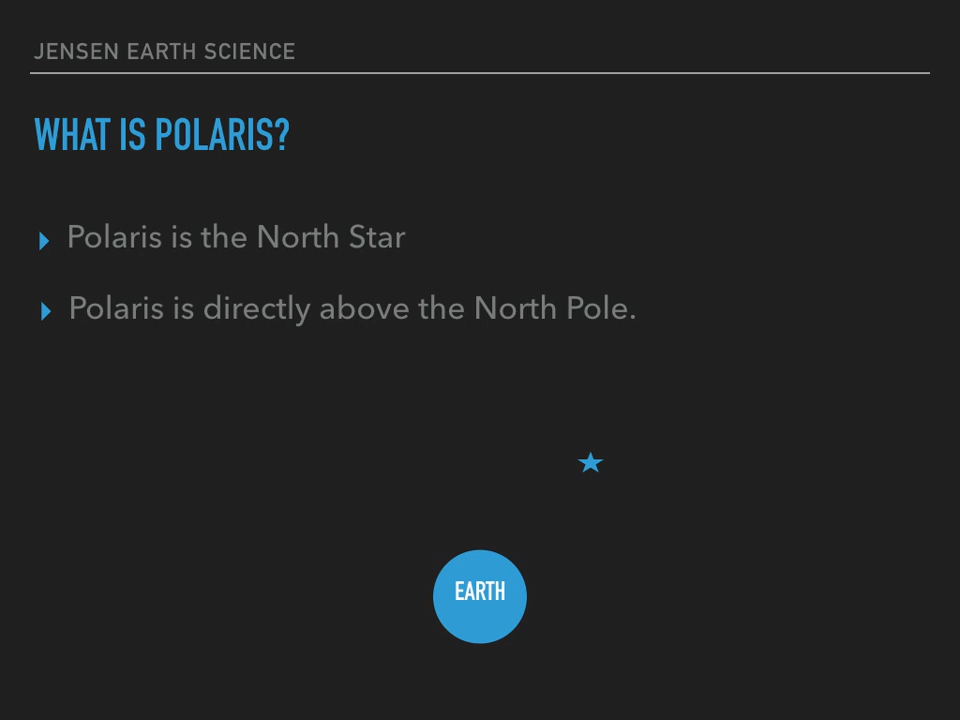 JENSEN EARTH SCIENCE
WHAT IS POLARIS?
Polaris is the North Star
Polaris is directly above the North Pole.
EARTH